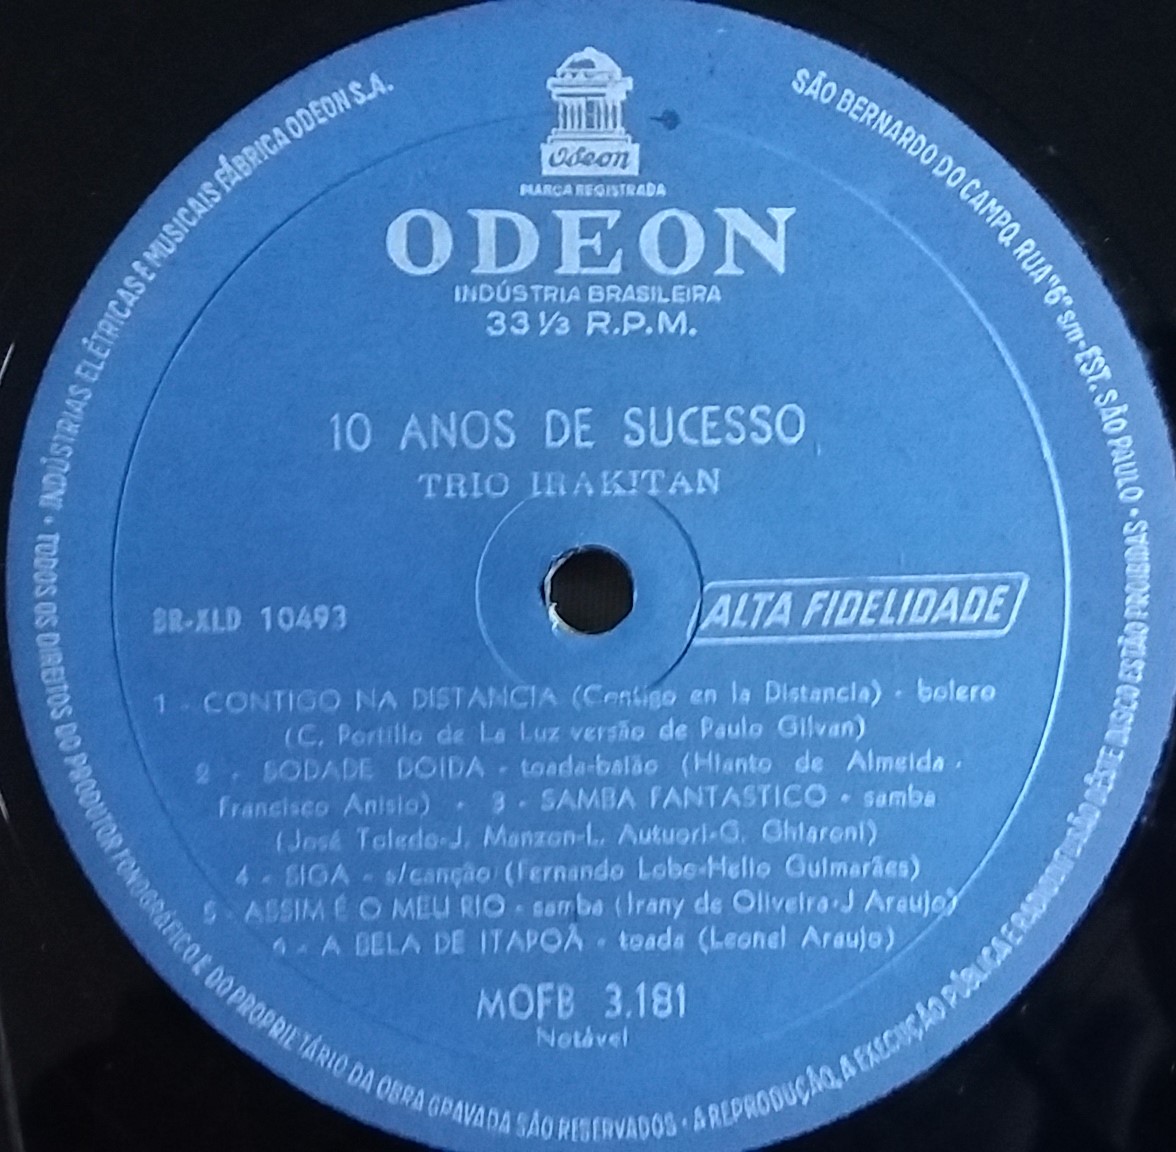 Odeon
MARCA REGISTRADA
ODEON
INDÚSTRIA BRASILEIRA
33 1/3 R.P.M.
10 ANOS DE SUCESSO
TRIO IRAKITAN
BR-XLD 10493
ALTA FIDELIDADE
1 - CONTIGO NA DISTANCIA (Contigo en la Distancia) - bolero
(C. Portillo de La Luz versão de Paulo Gilvan)
2 - BODADE DOIDA - toada-baião (Hianto de Almeida -
Francisco Anisio) - 3 - SAMBA FANTASTICO - samba
(José Toledo-J. Manzon-L. Autuori-G. Ghiaroni)
4 - SIGA - s/canção (Fernando Lobo-Helio Guimarães)
5 - ASSIM É O MEU RIO - samba (Irany de Oliveira-J Araujo)
6 - A BELA DE ITAPOÃ - toada (Leonel Araujo)
MOFB 3.181
Notável
INDÚSTRIAS ELÉTRICAS E MUSICAIS FÁBRICA ODEON S.A.
SÃO BERNARDO DO CAMPO, RUA "6" s/n - EST. SÃO PAULO •
TODOS OS DIREITOS DO PRODUTOR FONOGRÁFICO E DO PROPRIETÁRIO DA OBRA GRAVADA SÃO RESERVADOS • A REPRODUÇÃO, A EXECUÇÃO PÚBLICA E RADIODIFUSÃO DÊSTE DISCO ESTÃO PROIBIDAS •